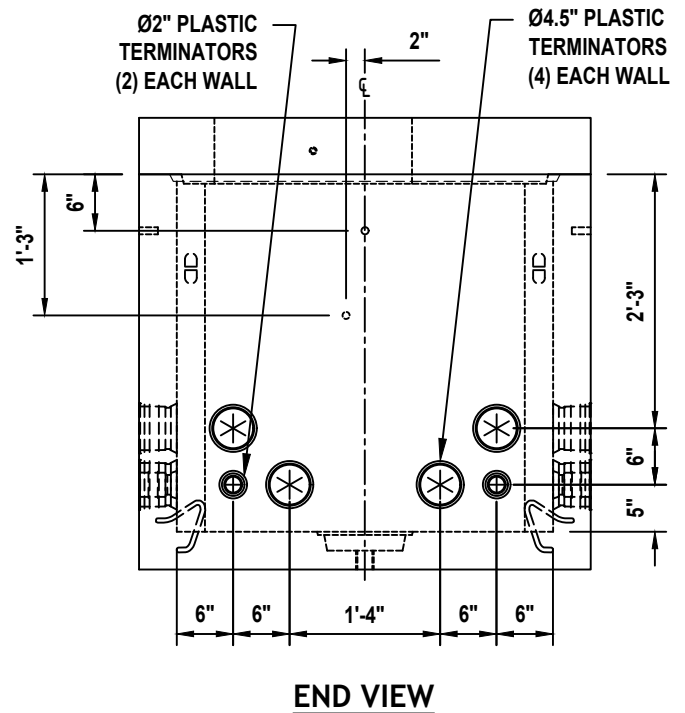 Ø2" PLASTIC
TERMINATORS
(2) EACH WALL
2"
Ø4.5" PLASTIC
TERMINATORS
(4) EACH WALL
℄
6"
1'-3"
2'-3"
6"
5"
6"
6"
1'-4"
6"
6"
END VIEW